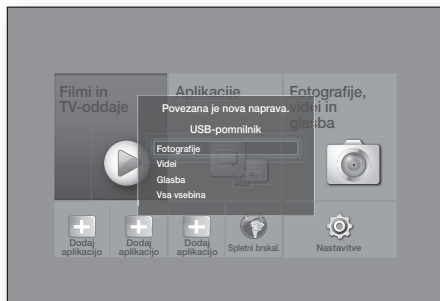 Filmi in
TV-oddaje
Aplikacije
Fotografije,
videi in
glasba
Povezana je nova naprava.
USB-pomnilnik
Fotografije
Videi
Glasba
Vsa vsebina
Dodaj
aplikacijo
Dodaj
aplikacijo
Dodaj
aplikacijo
Spletni brskal.
Nastavitve